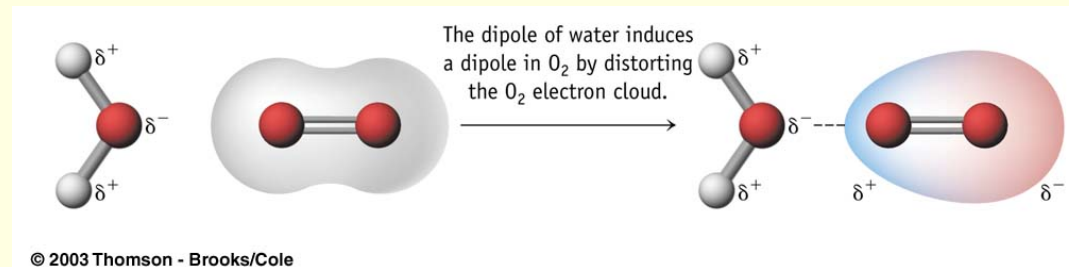 The dipole of water induces
a dipole in O₂ by distorting
the O₂ electron cloud.
δ⁺
δ⁻
δ⁺
δ⁺
δ⁻
δ⁺
δ⁺
δ⁻
© 2003 Thomson - Brooks/Cole